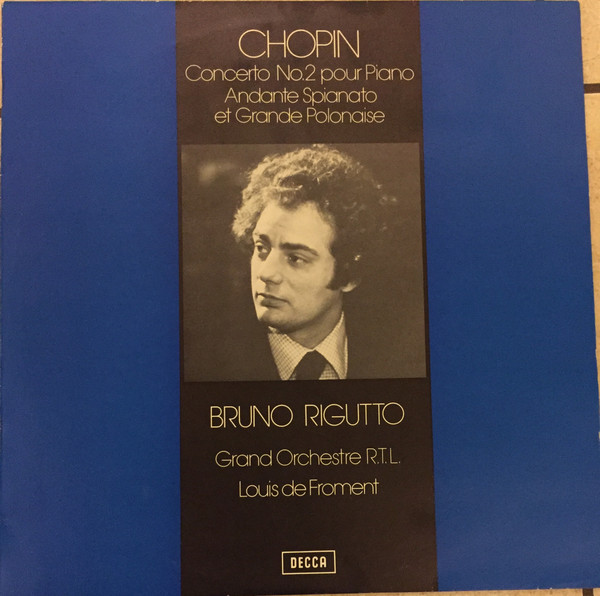 CHOPIN
Concerto No.2 pour Piano
Andante Spianato
et Grande Polonaise
BRUNO RIGUTTO
Grand Orchestre R.T.L.
Louis de Froment
DECCA